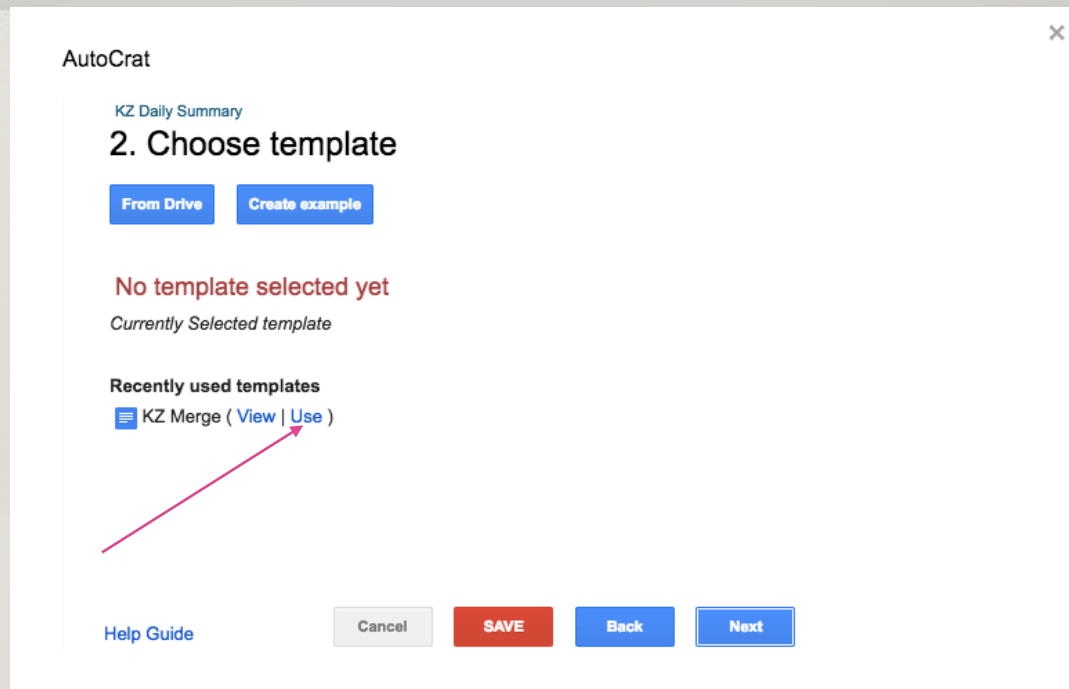 AutoCrat
KZ Daily Summary
2. Choose template
From Drive Create example
No template selected yet
Currently Selected template
Recently used templates
KZ Merge ( View | Use )
Help Guide Cancel SAVE Back Next